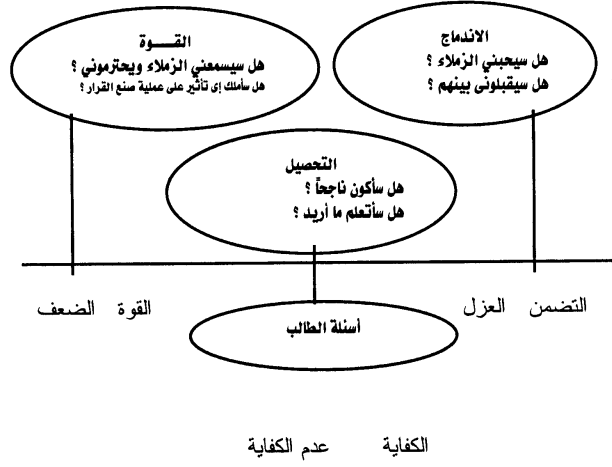 الاندماج
هل سيحبني الزملاء ؟
هل سيقبلونى بينهم ؟
القـــوة
هل سيسمعني الزملاء ويحترموني ؟
هل سأملك إى تأثير على عملية صنع القرار ؟
التحصيل
هل سأكون ناجحاً ؟
هل سأتعلم ما أريد ؟
التضمن العزل القوة الضعف
أسئلة الطالب
الكفاية عدم الكفاية